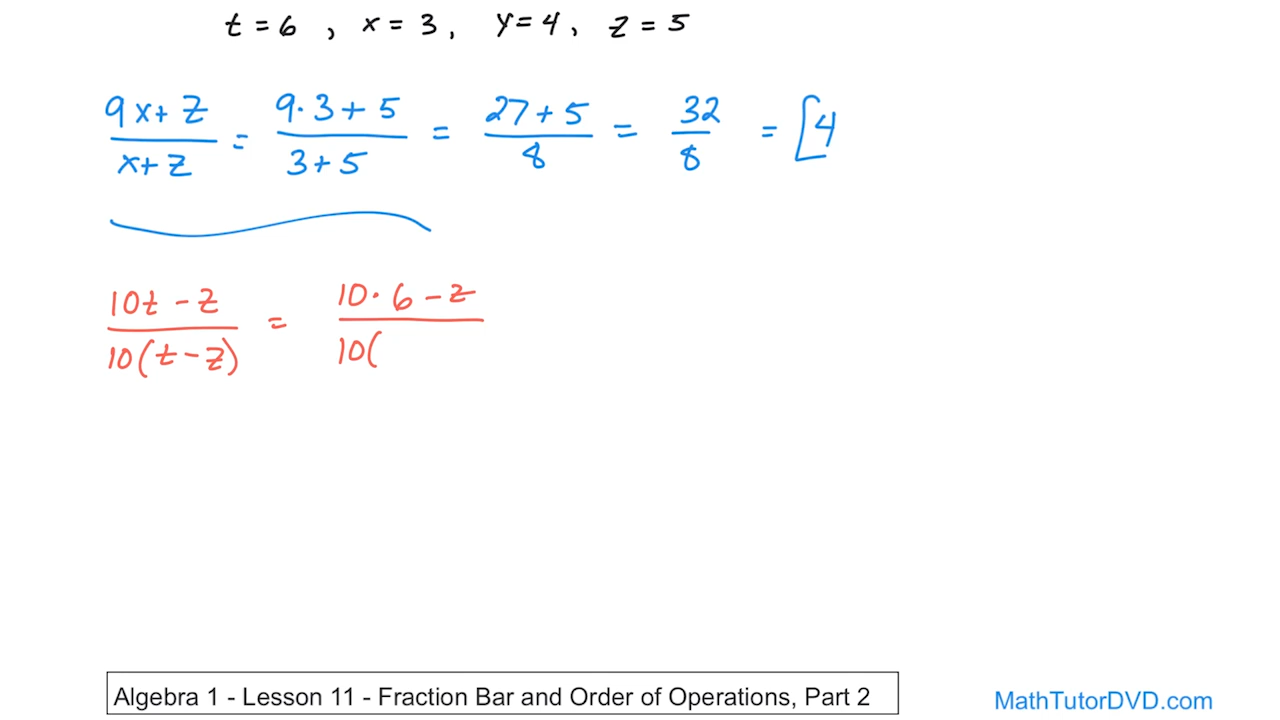 t = 6 , x = 3 , y = 4 , z = 5
9x + z / x + z = 9 · 3 + 5 / 3 + 5 = 27 + 5 / 8 = 32 / 8 = 4
10t - z / 10(t - z) = 10 · 6 - z / 10(
Algebra 1 - Lesson 11 - Fraction Bar and Order of Operations, Part 2
MathTutorDVD.com